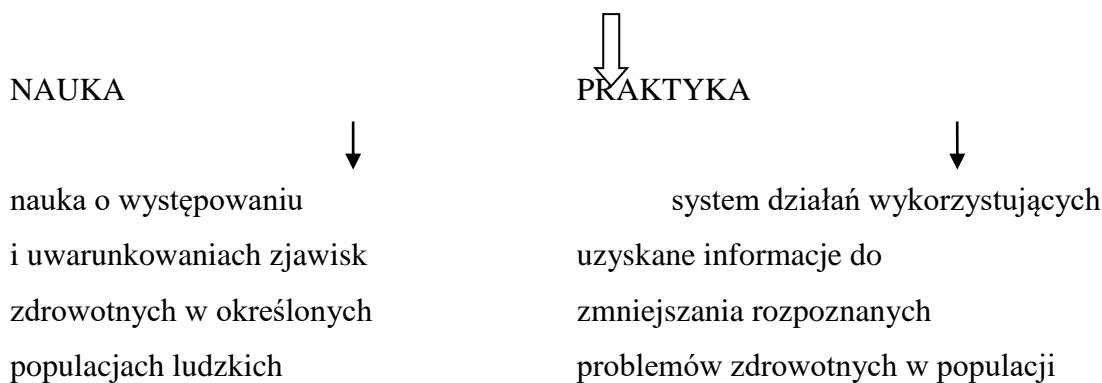 NAUKA
PRAKTYKA
nauka o występowaniu
i uwarunkowaniach zjawisk
zdrowotnych w określonych
populacjach ludzkich
system działań wykorzystujących
uzyskane informacje do
zmniejszania rozpoznanych
problemów zdrowotnych w populacji